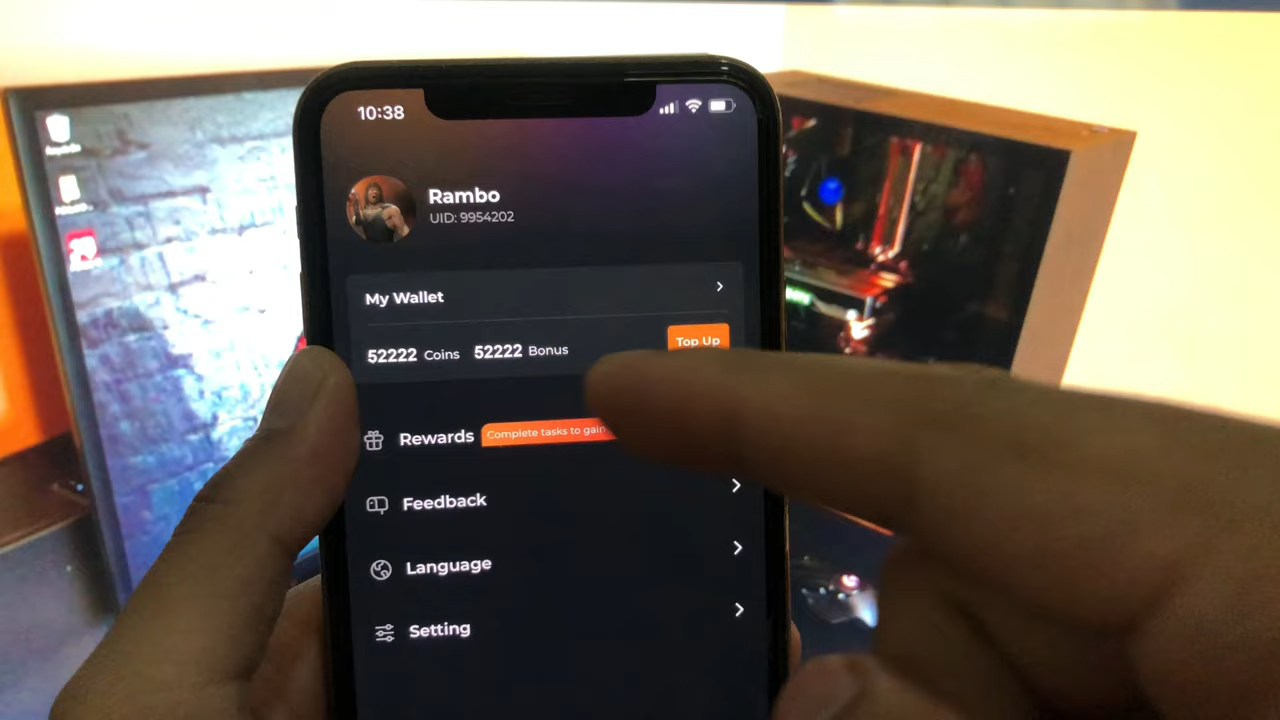 10:38
Rambo
UID: 9954202
My Wallet
52222 Coins 52222 Bonus
Top Up
Rewards Complete tasks to gain
Feedback
Language
Setting